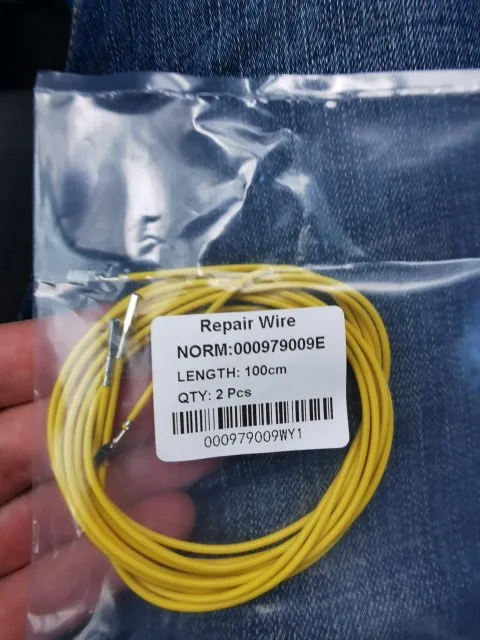 Repair Wire
NORM:000979009E
LENGTH: 100cm
QTY: 2 Pcs
000979009WY1